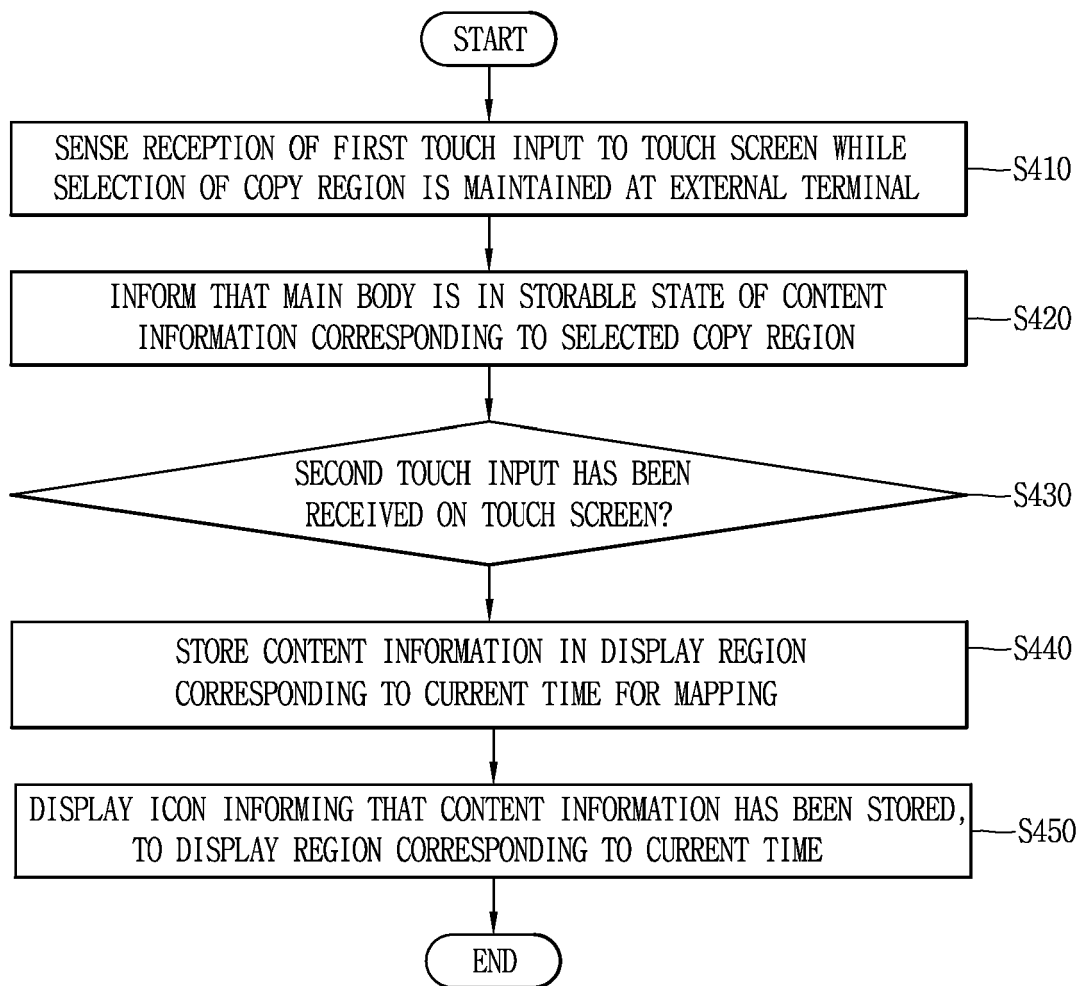 START
SENSE RECEPTION OF FIRST TOUCH INPUT TO TOUCH SCREEN WHILE
SELECTION OF COPY REGION IS MAINTAINED AT EXTERNAL TERMINAL
S410
INFORM THAT MAIN BODY IS IN STORABLE STATE OF CONTENT
INFORMATION CORRESPONDING TO SELECTED COPY REGION
S420
SECOND TOUCH INPUT HAS BEEN
RECEIVED ON TOUCH SCREEN?
S430
STORE CONTENT INFORMATION IN DISPLAY REGION
CORRESPONDING TO CURRENT TIME FOR MAPPING
S440
DISPLAY ICON INFORMING THAT CONTENT INFORMATION HAS BEEN STORED,
TO DISPLAY REGION CORRESPONDING TO CURRENT TIME
S450
END